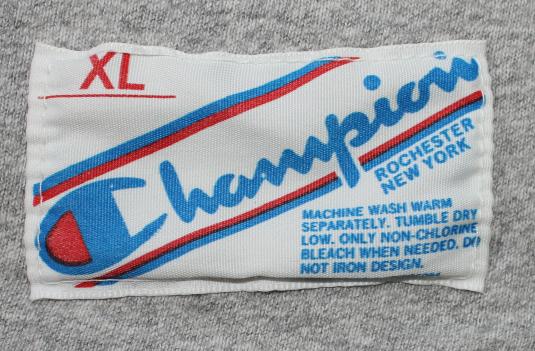 XL
Champion
ROCHESTER
NEW YORK
MACHINE WASH WARM
SEPARATELY. TUMBLE DRY
LOW. ONLY NON-CHLORINE
BLEACH WHEN NEEDED. DO
NOT IRON DESIGN.